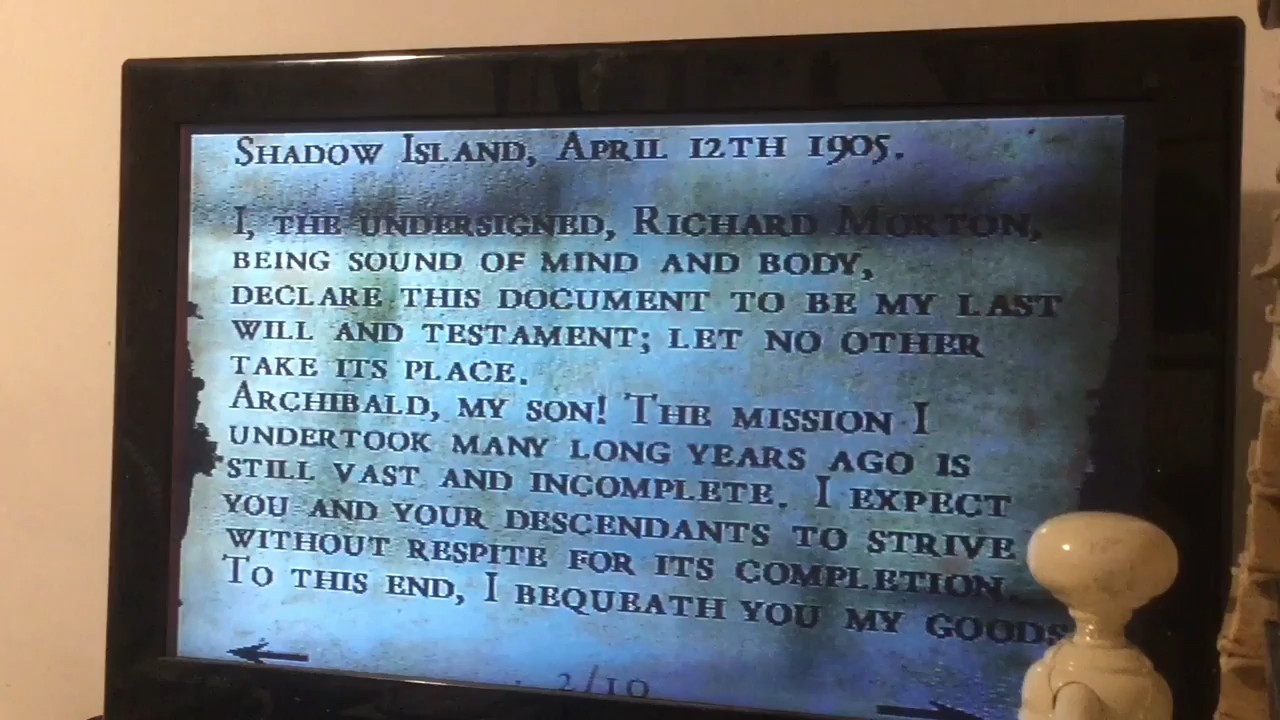 Shadow Island, April 12th 1905.
I, the undersigned, Richard Morton,
being sound of mind and body,
declare this document to be my last
will and testament; let no other
take its place.
Archibald, my son! The mission I
undertook many long years ago is
still vast and incomplete. I expect
you and your descendants to strive
without respite for its completion.
To this end, I bequeath you my goods
2/10